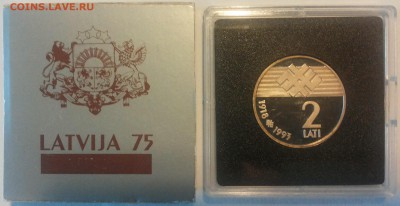 COINS.LAVE.RU
LATVIJA 75
1918 1993
2
LATI